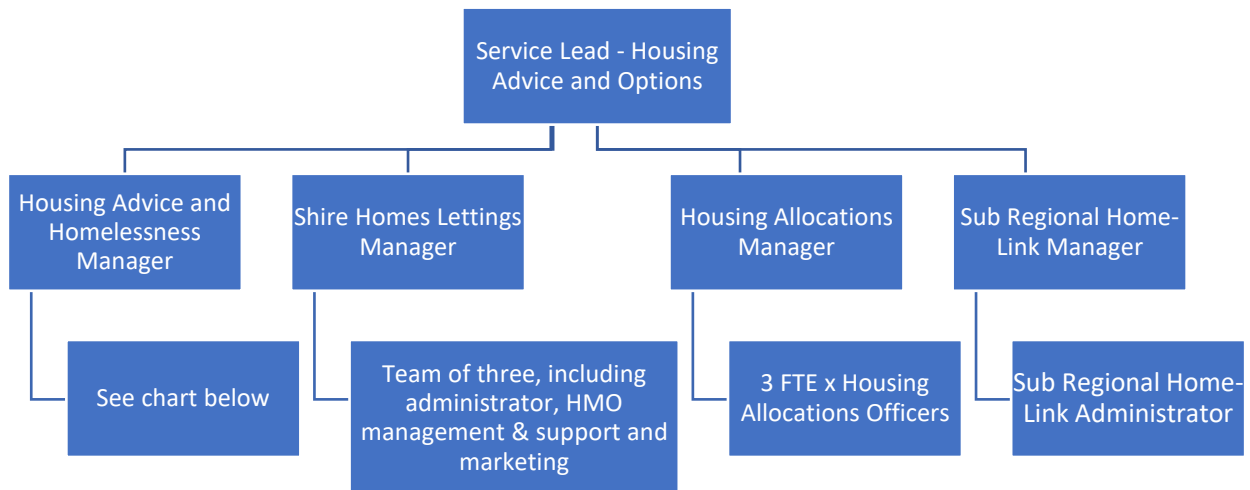 Service Lead - Housing
Advice and Options
Housing Advice and
Homelessness
Manager
Shire Homes Lettings
Manager
Housing Allocations
Manager
Sub Regional Home-
Link Manager
See chart below
Team of three, including
administrator, HMO
management & support and
marketing
3 FTE x Housing
Allocations Officers
Sub Regional Home-
Link Administrator